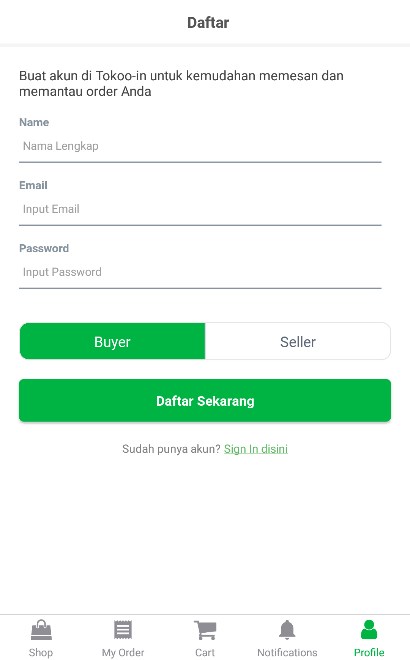 Daftar
Buat akun di Tokoo-in untuk kemudahan memesan dan
memantau order Anda
Name
Nama Lengkap
Email
Input Email
Password
Input Password
Buyer Seller
Daftar Sekarang
Sudah punya akun? Sign In disini
Shop My Order Cart Notifications Profile